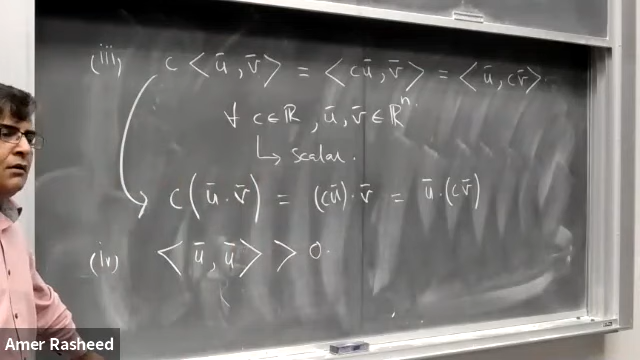 (iii) c < ū, v̄ > = < cū, v̄ > = < ū, cv̄ >
∀ c ∈ ℝ, ū, v̄ ∈ ℝⁿ.
↳ scalar.
c(ū . v̄) = (cū) . v̄ = ū . (cv̄)
(iv) < ū, ū > > 0.
Amer Rasheed